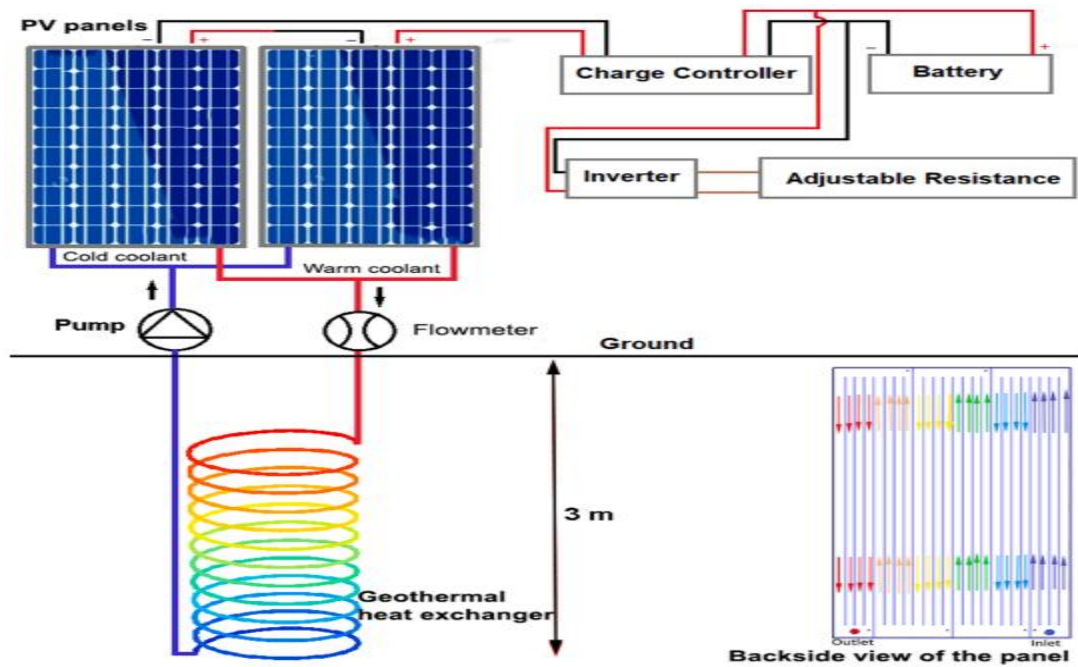 PV panels
− + − +
Charge Controller
− +
Battery
Inverter
Adjustable Resistance
Cold coolant
Warm coolant
Pump
Flowmeter
Ground
3 m
Geothermal
heat exchanger
Outlet
Inlet
Backside view of the panel